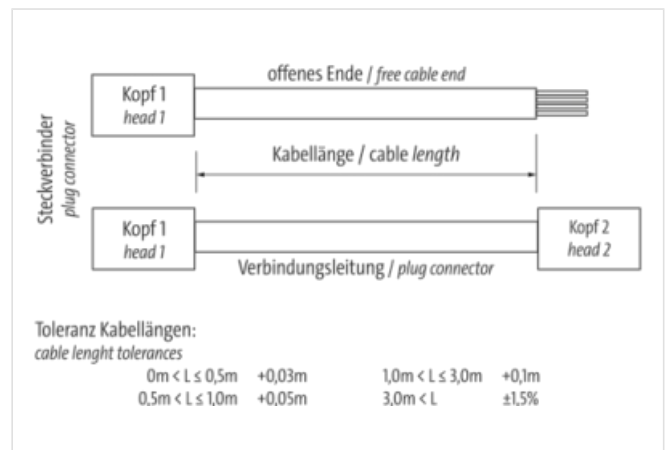 offenes Ende / free cable end
Kopf 1
head 1
Kabellänge / cable length
Steckverbinder
plug connector
Kopf 1
head 1
Kopf 2
head 2
Verbindungsleitung / plug connector
Toleranz Kabellängen:
cable lenght tolerances
0m < L ≤ 0,5m +0,03m 1,0m < L ≤ 3,0m +0,1m
0,5m < L ≤ 1,0m +0,05m 3,0m < L ±1,5%